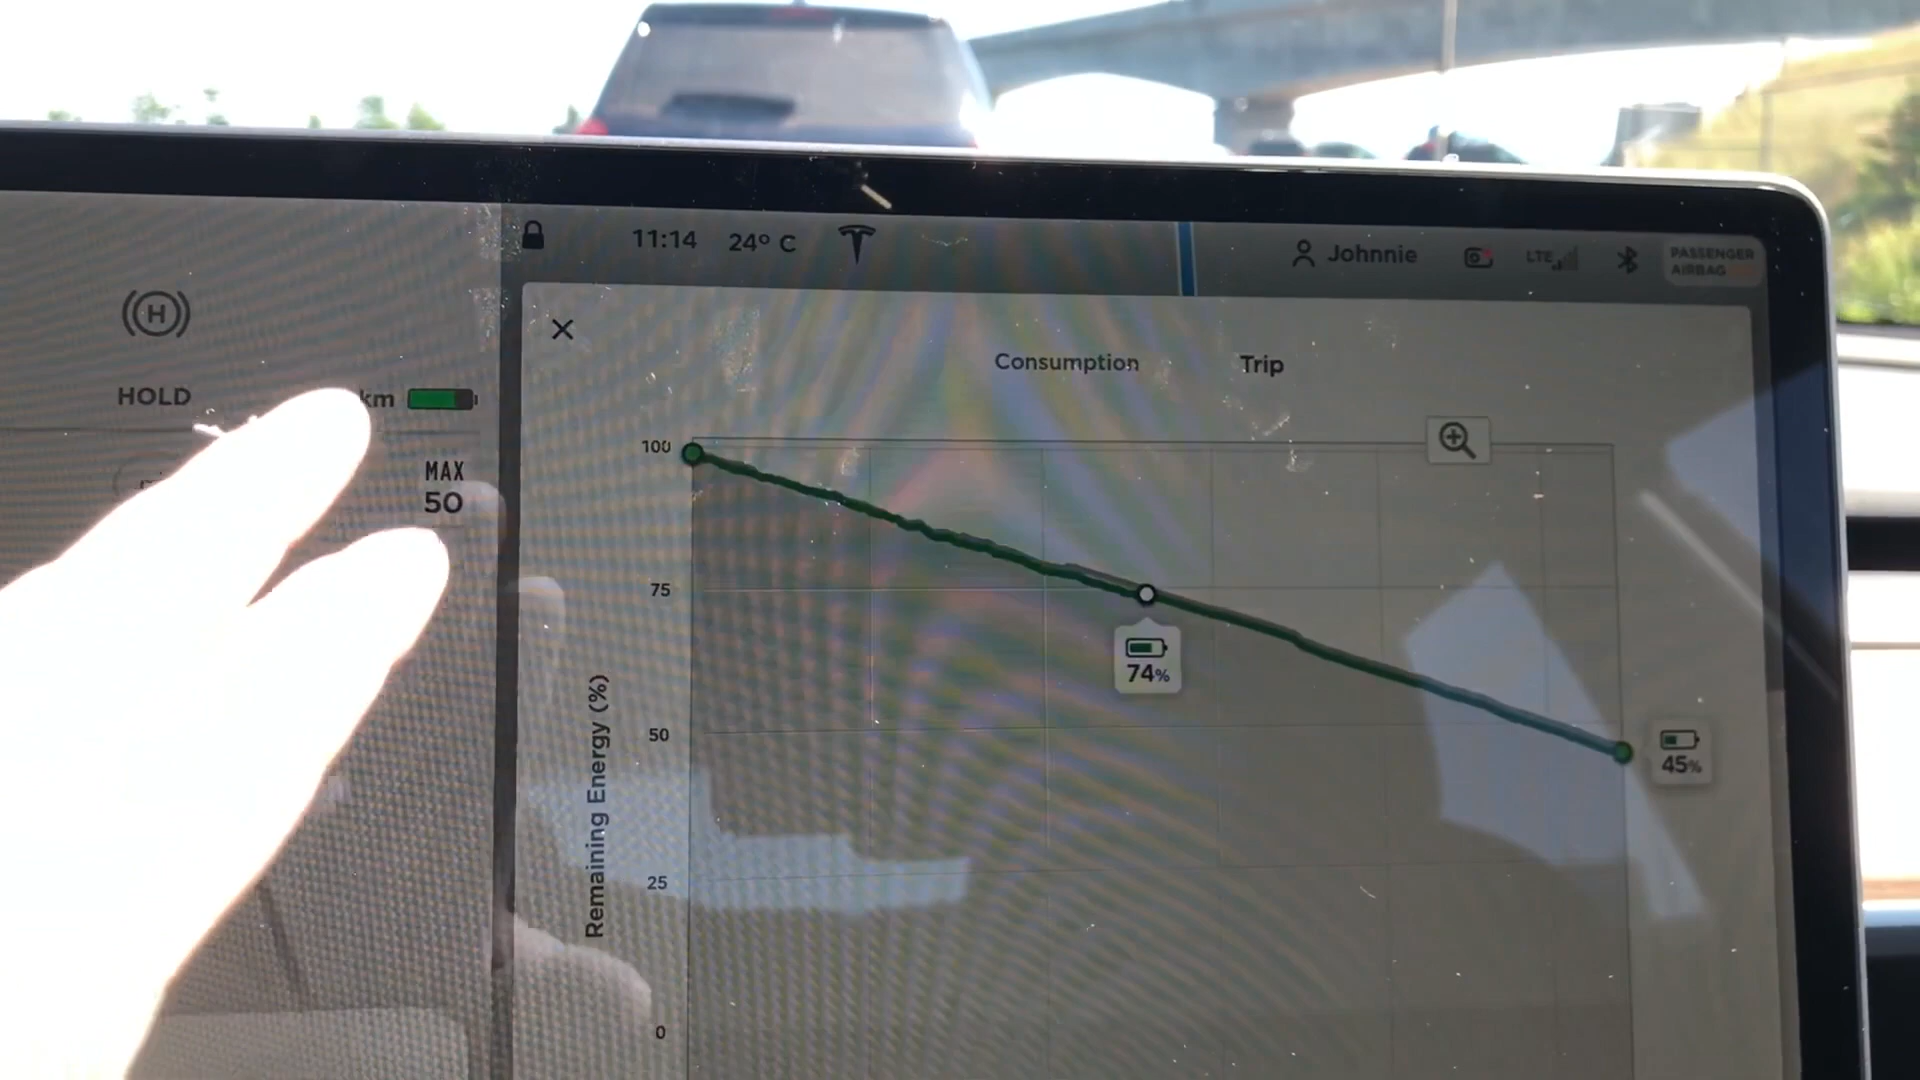 11:14
24° C
Johnnie
LTE
PASSENGER
AIRBAG
H
HOLD
km
MAX
50
Consumption
Trip
Remaining Energy (%)
100
75
50
25
0
74%
45%